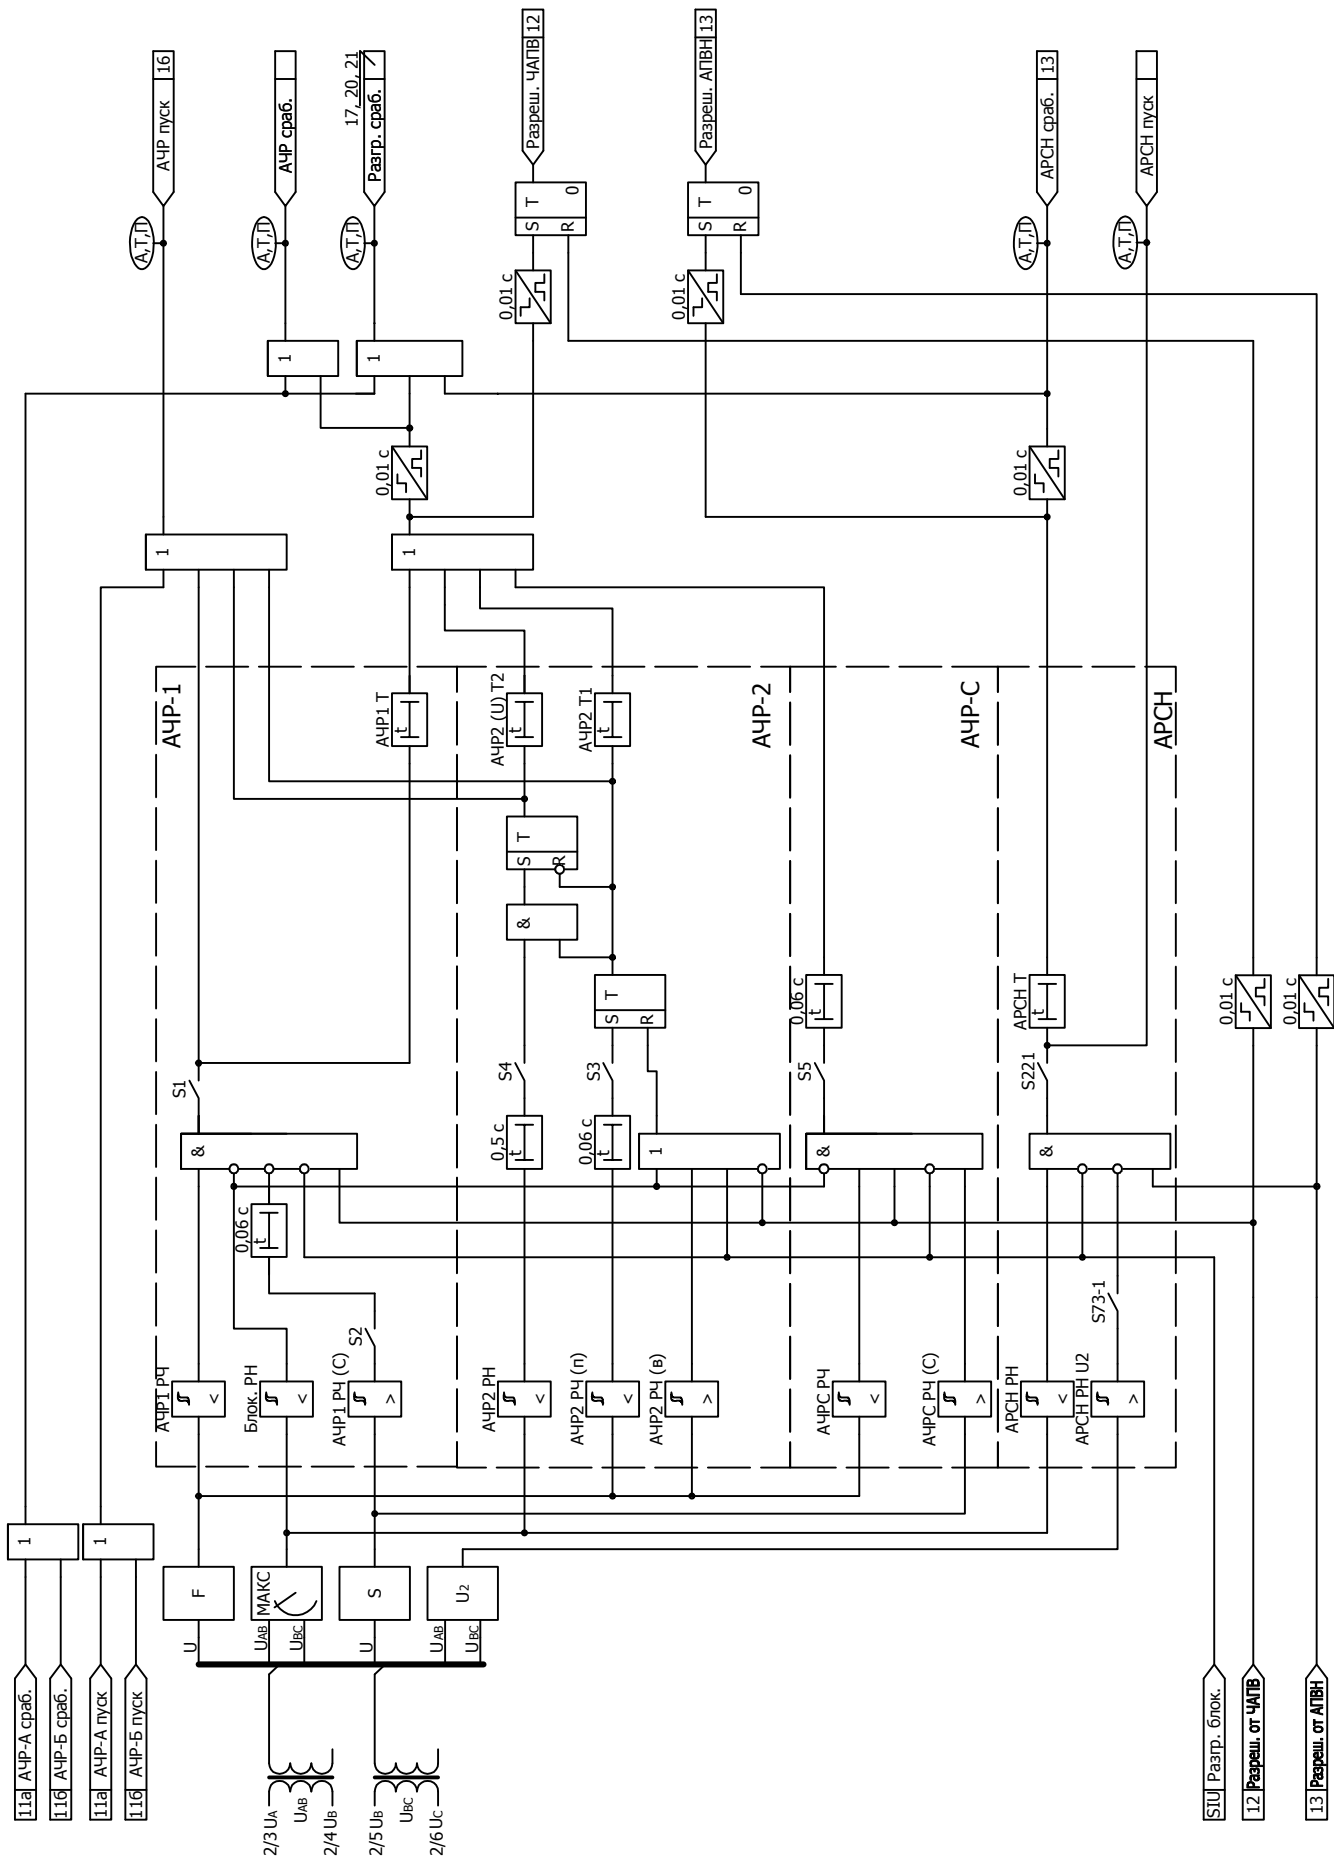 11а АЧР-А сраб.
11б АЧР-Б сраб.
11а АЧР-А пуск
11б АЧР-Б пуск
1
1
2/3 UA
UAB
2/4 UB
2/5 UB
UBC
2/6 UC
U
UAB
UBC
U
UAB
UBC
F
МАКС
S
U2
SIU Разгр. блок.
12 Разреш. от ЧАПВ
13 Разреш. от АПВН
АЧР-1
АЧР1 РЧ
<
Блок. РН
<
АЧР1 РЧ (С)
>
S2
0,06 с
t
&
S1
АЧР1 Т
t
АЧР-2
АЧР2 РН
<
АЧР2 РЧ (п)
<
АЧР2 РЧ (в)
>
0,5 с
t
0,06 с
t
1
S4
S3
S T
R
&
S T
R
АЧР2 (U) T2
t
АЧР2 T1
t
АЧР-С
АЧРС РЧ
<
АЧРС РЧ (С)
>
&
S5
0,06 с
t
АРСН
АРСН РН
<
АРСН РН U2
>
S73-1
&
S221
АРСН Т
t
0,01 с
0,01 с
1
1
0,01 с
0,01 с
1
1
0,01 с
0,01 с
S T
R 0
S T
R 0
А,Т,П
А,Т,П
А,Т,П
А,Т,П
А,Т,П
АЧР пуск 16
АЧР сраб.
Разгр. сраб.
17, 20, 21
Разреш. ЧАПВ 12
Разреш. АПВН 13
АРСН сраб. 13
АРСН пуск